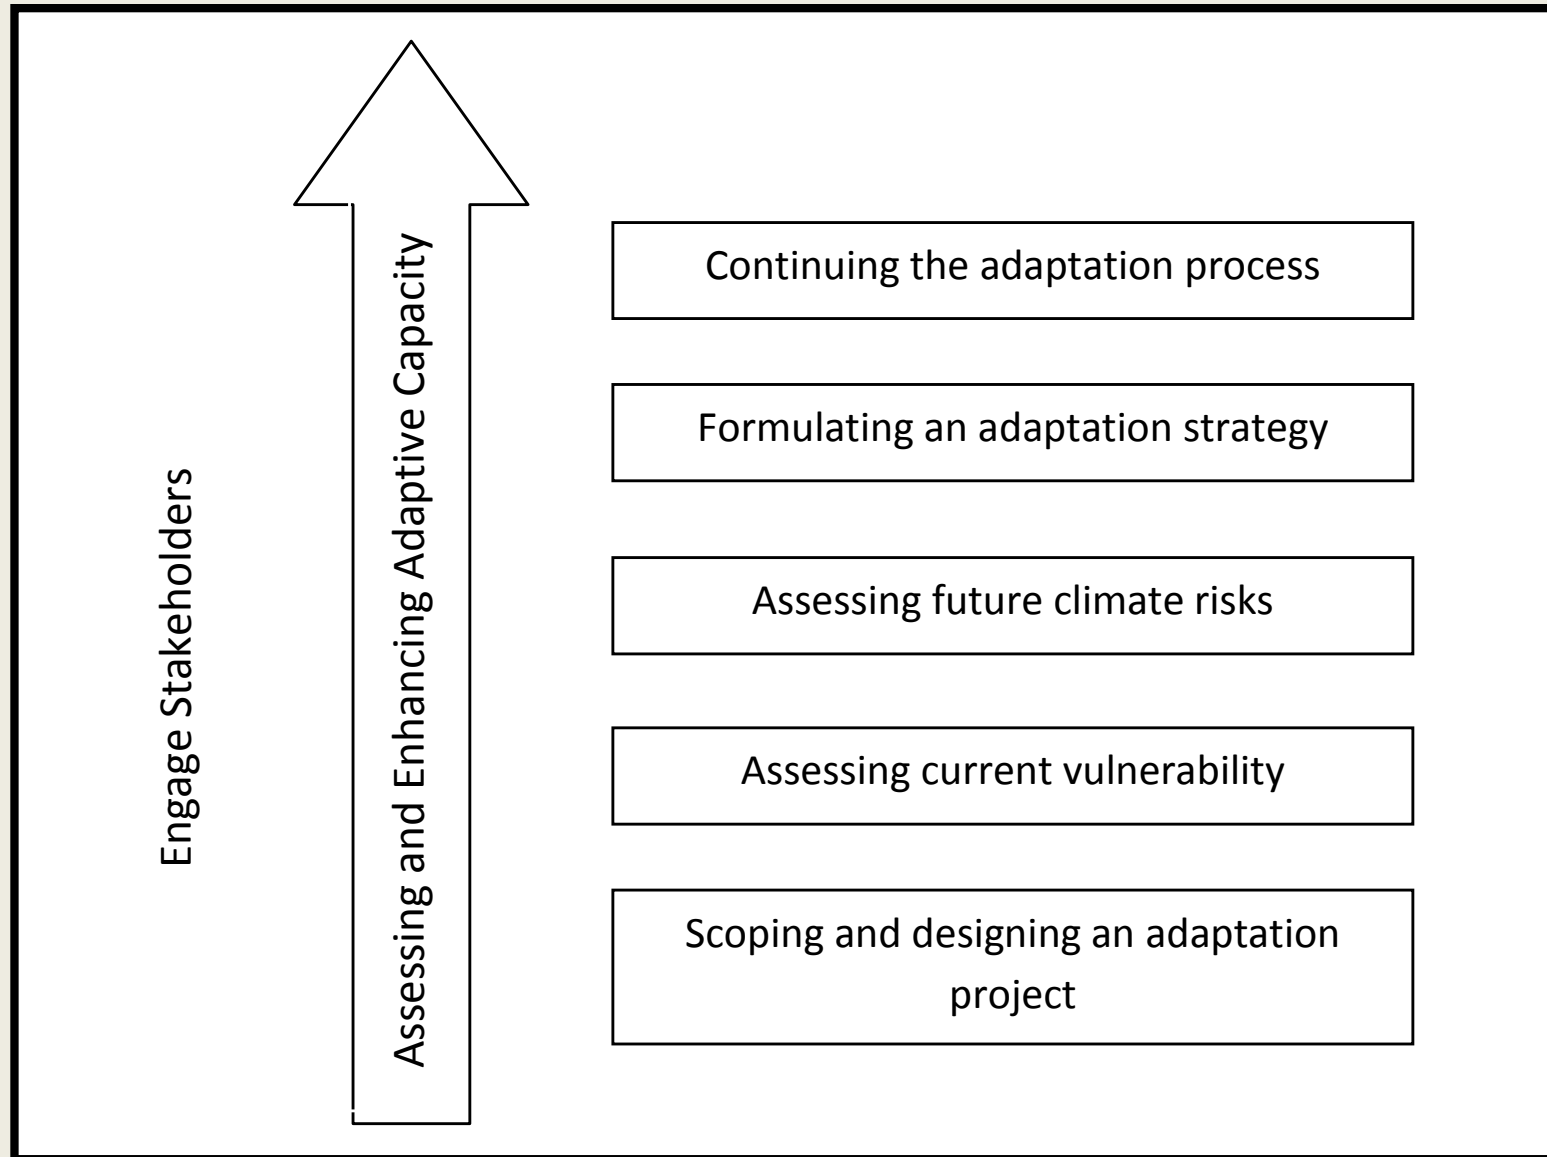 Engage Stakeholders
Assessing and Enhancing Adaptive Capacity
Continuing the adaptation process
Formulating an adaptation strategy
Assessing future climate risks
Assessing current vulnerability
Scoping and designing an adaptation
project